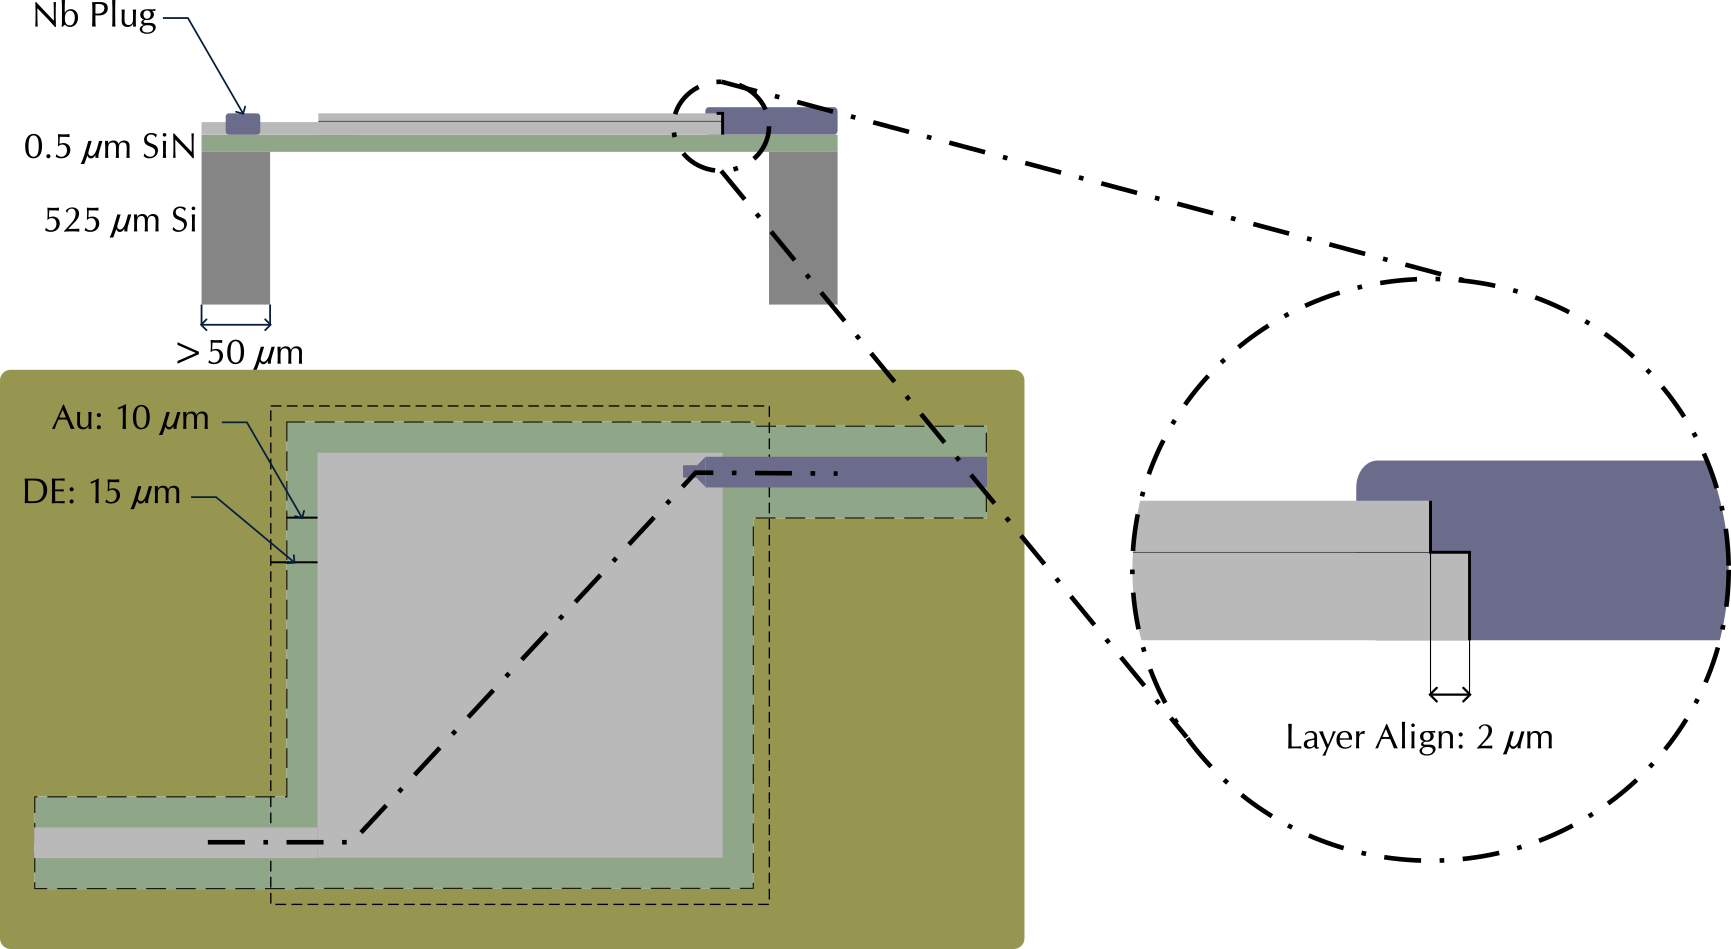 Nb Plug
0.5 µm SiN
525 µm Si
> 50 µm
Au: 10 µm
DE: 15 µm
Layer Align: 2 µm